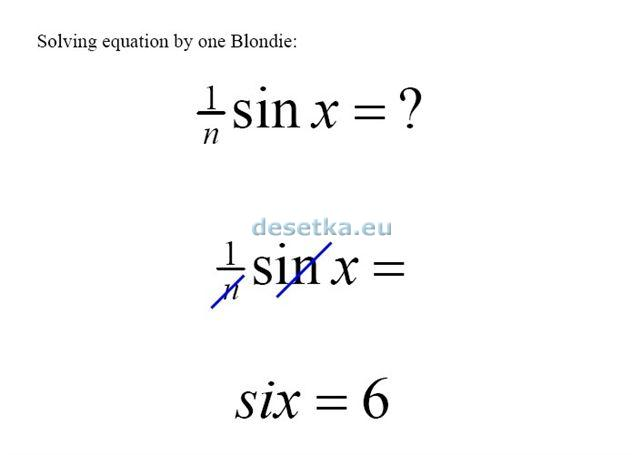 Solving equation by one Blondie:
1/n sin x = ?
desetka.eu
1/n sin x =
six = 6